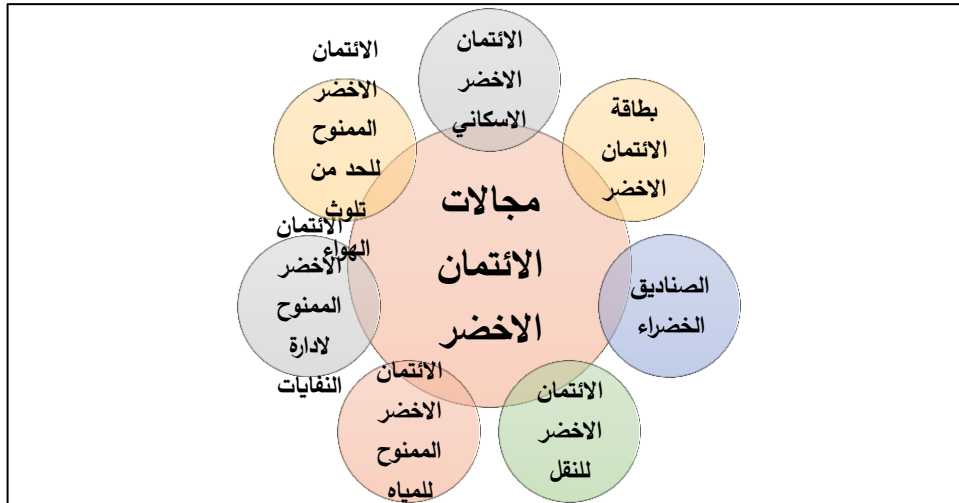 الائتمان
الاخضر
الاسكاني
بطاقة
الائتمان
الاخضر
الصناديق
الخضراء
الائتمان
الاخضر
للنقل
الائتمان
الاخضر
الممنوح
للمياه
الائتمان
الاخضر
الممنوح
لادارة
النفايات
الائتمان
الاخضر
الممنوح
للحد من
تلوث
الهواء
مجالات
الائتمان
الاخضر